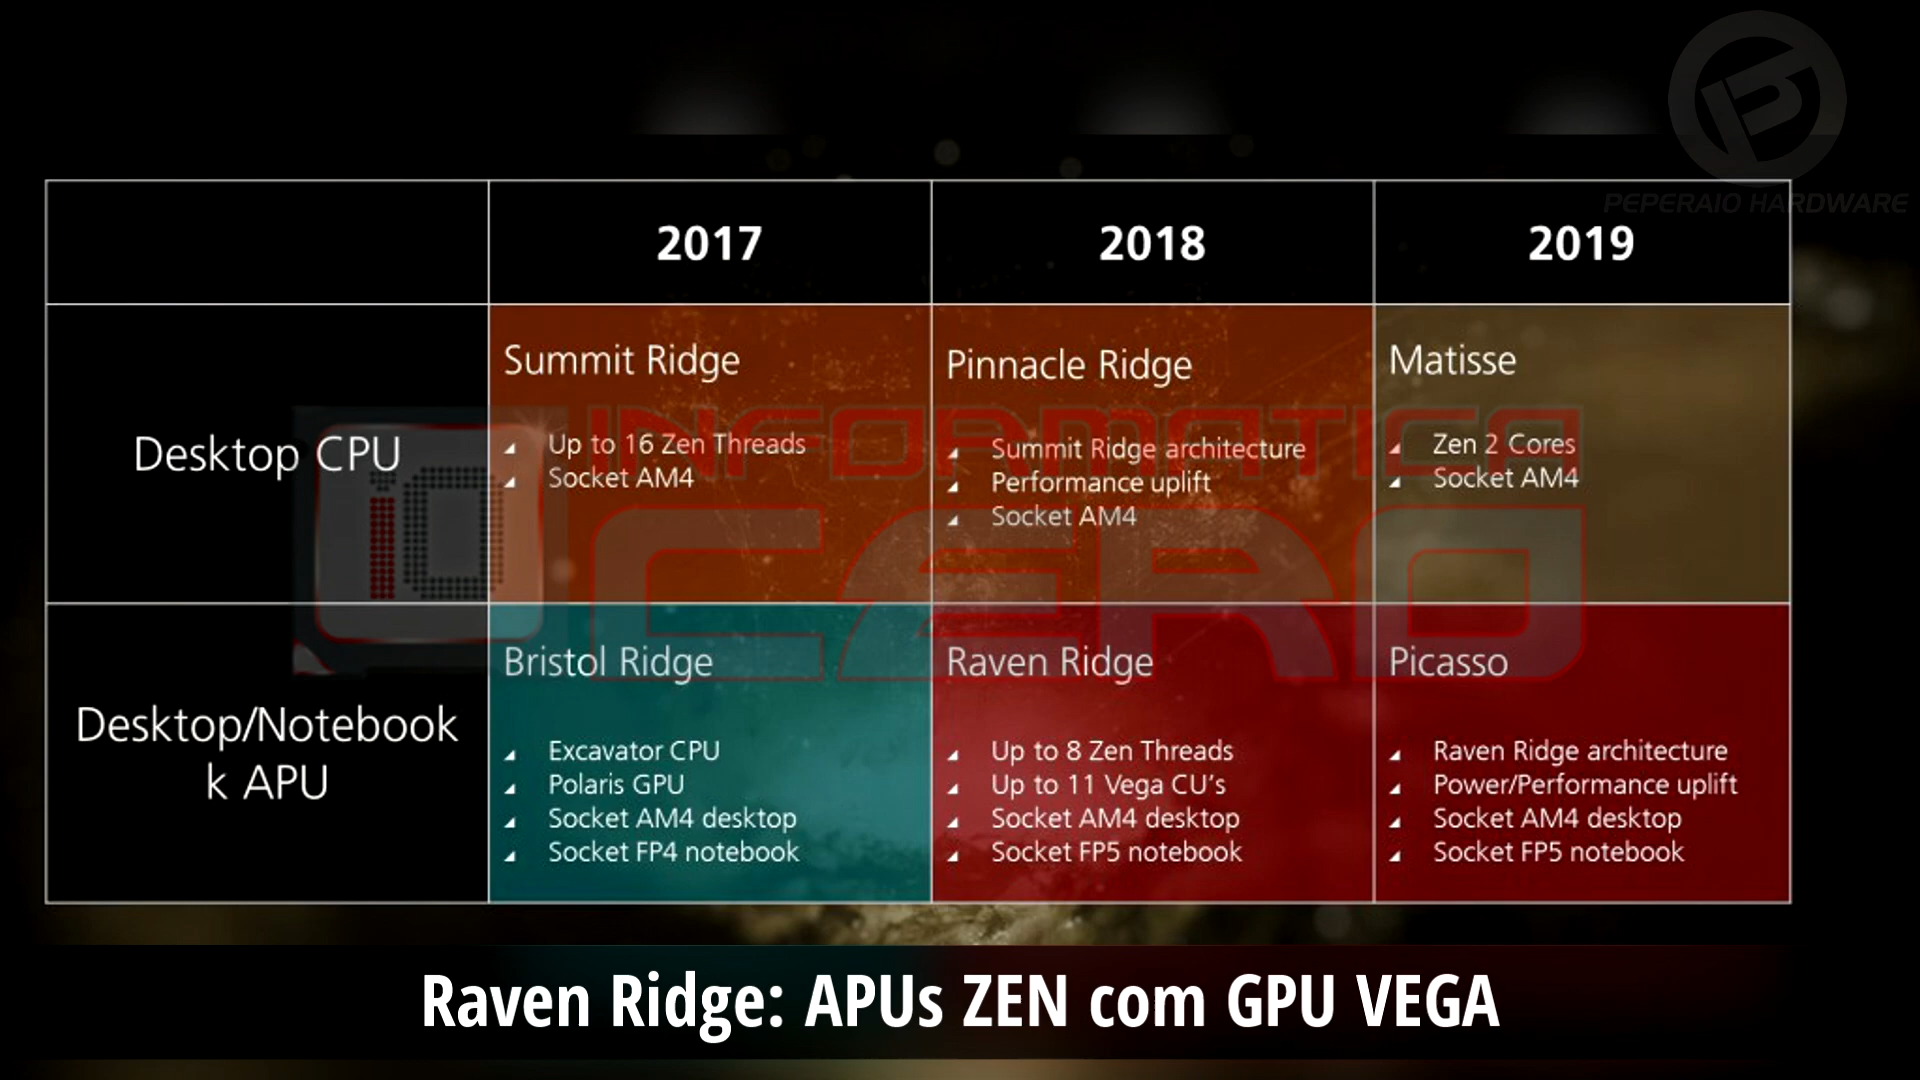 PEPERAIO HARDWARE
2017
2018
2019
Desktop CPU
Summit Ridge
Up to 16 Zen Threads
Socket AM4
Pinnacle Ridge
Summit Ridge architecture
Performance uplift
Socket AM4
Matisse
Zen 2 Cores
Socket AM4
INFORMATICA
CERO
iO
Desktop/Notebook
k APU
Bristol Ridge
Excavator CPU
Polaris GPU
Socket AM4 desktop
Socket FP4 notebook
Raven Ridge
Up to 8 Zen Threads
Up to 11 Vega CU's
Socket AM4 desktop
Socket FP5 notebook
Picasso
Raven Ridge architecture
Power/Performance uplift
Socket AM4 desktop
Socket FP5 notebook
Raven Ridge: APUs ZEN com GPU VEGA